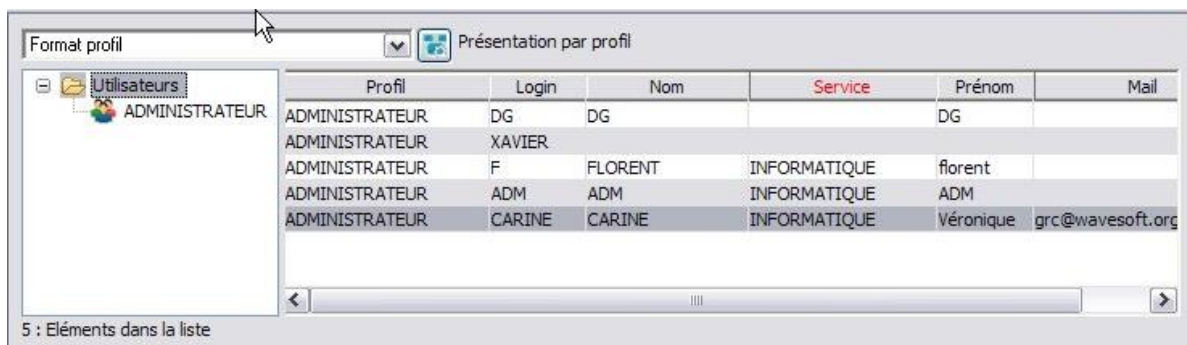 Format profil Présentation par profil
Utilisateurs
ADMINISTRATEUR
Profil Login Nom Service Prénom Mail
ADMINISTRATEUR DG DG DG
ADMINISTRATEUR XAVIER
ADMINISTRATEUR F FLORENT INFORMATIQUE florent
ADMINISTRATEUR ADM ADM INFORMATIQUE ADM
ADMINISTRATEUR CARINE CARINE INFORMATIQUE Véronique grc@wavesoft.org
5 : Eléments dans la liste